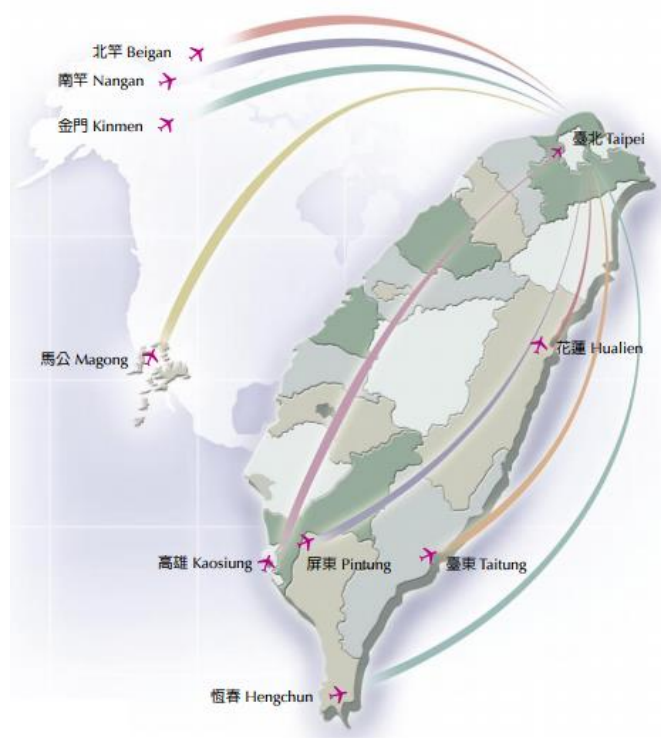 北竿 Beigan
南竿 Nangan
金門 Kinmen
臺北 Taipei
馬公 Magong
花蓮 Hualien
高雄 Kaosiung
屏東 Pintung
臺東 Taitung
恆春 Hengchun